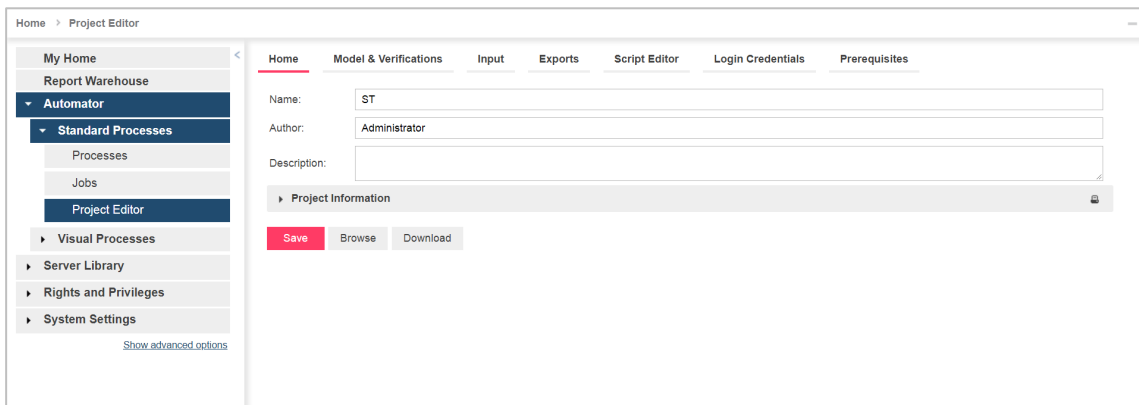 Home > Project Editor
My Home
Report Warehouse
Automator
Standard Processes
Processes
Jobs
Project Editor
Visual Processes
Server Library
Rights and Privileges
System Settings
Show advanced options
Home Model & Verifications Input Exports Script Editor Login Credentials Prerequisites
Name: ST
Author: Administrator
Description:
Project Information
Save Browse Download